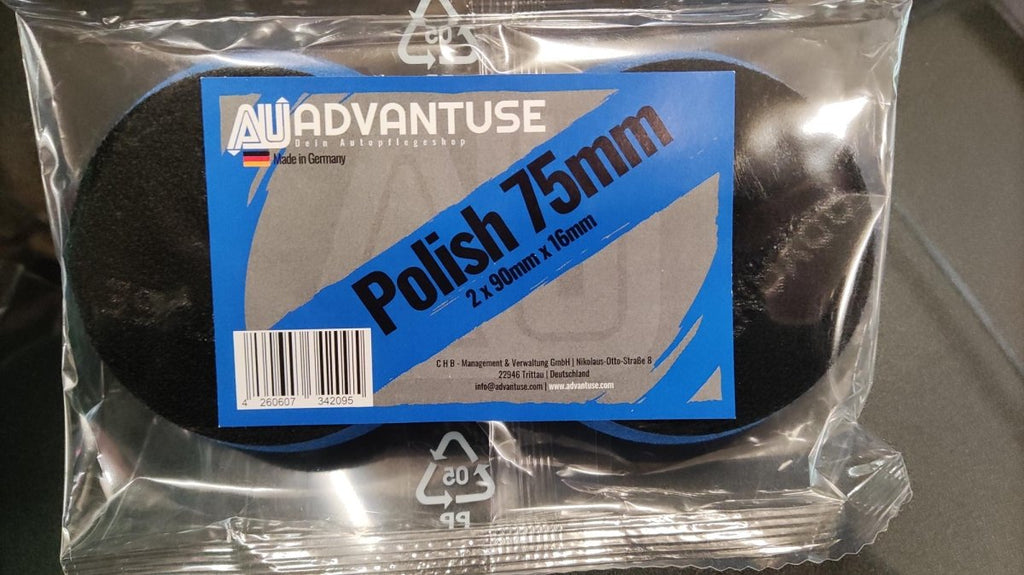 05
AU ADVANTUSE
Dein Autopflegeshop
Made in Germany
Polish 75mm
2 x 90mm x 16mm
C H B - Management & Verwaltung GmbH | Nikolaus-Otto-Straße 8
22946 Trittau | Deutschland
info@advantuse.com | www.advantuse.com
4 260607 342095
05
PP